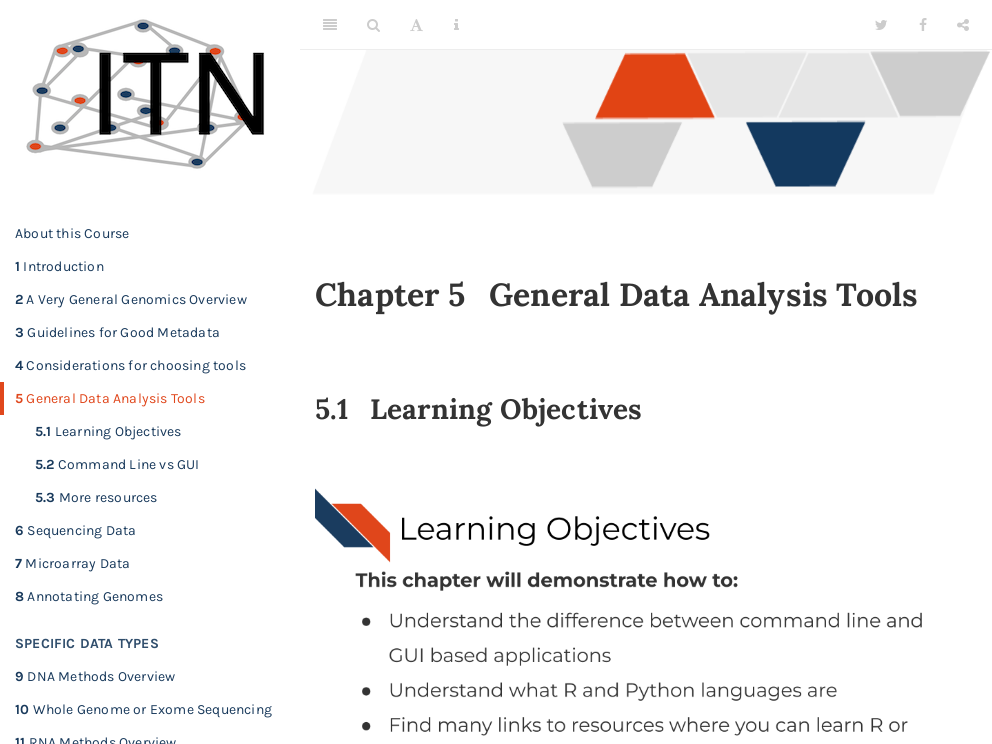 ITN
About this Course
1 Introduction
2 A Very General Genomics Overview
3 Guidelines for Good Metadata
4 Considerations for choosing tools
5 General Data Analysis Tools
5.1 Learning Objectives
5.2 Command Line vs GUI
5.3 More resources
6 Sequencing Data
7 Microarray Data
8 Annotating Genomes
SPECIFIC DATA TYPES
9 DNA Methods Overview
10 Whole Genome or Exome Sequencing
11 RNA Methods Overview
Chapter 5 General Data Analysis Tools
5.1 Learning Objectives
Learning Objectives
This chapter will demonstrate how to:
● Understand the difference between command line and
GUI based applications
● Understand what R and Python languages are
● Find many links to resources where you can learn R or